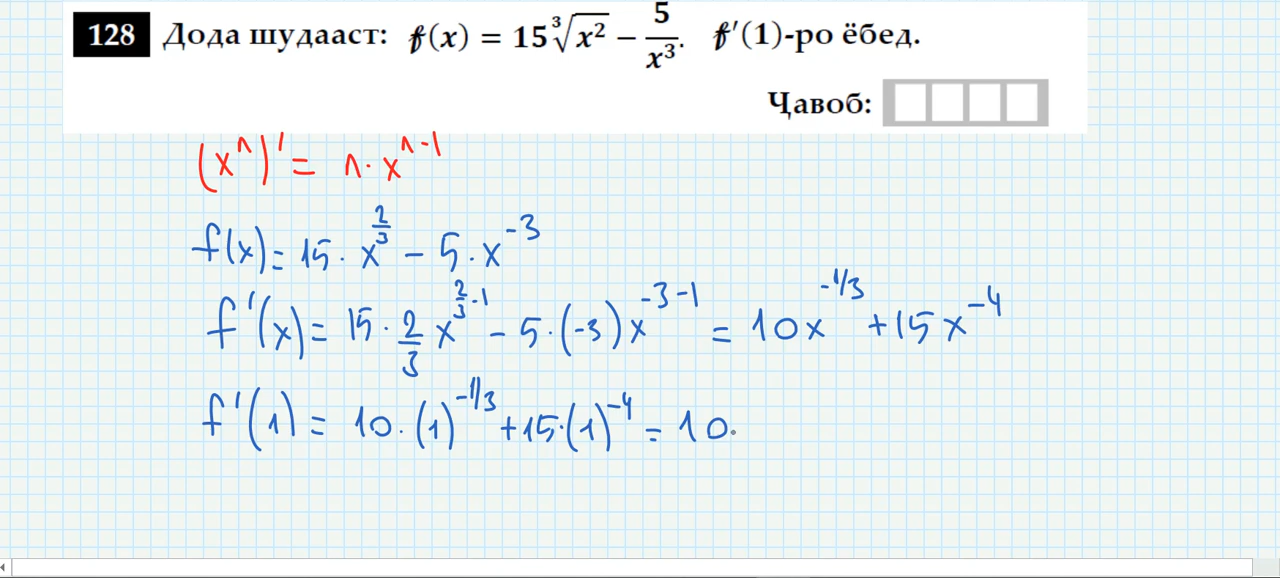 128 Дода шудааст: f(x) = 15∛x² − 5/x³. f′(1)-ро ёбед.
Ҷавоб:
(xⁿ)' = n · xⁿ⁻¹
f(x) = 15 · x^(2/3) − 5 · x^(−3)
f'(x) = 15 · 2/3 x^(2/3 −1) − 5 · (−3) x^(−3−1) = 10x^(−1/3) + 15x^(−4)
f'(1) = 10 · (1)^(−1/3) + 15 · (1)^(−4) = 10